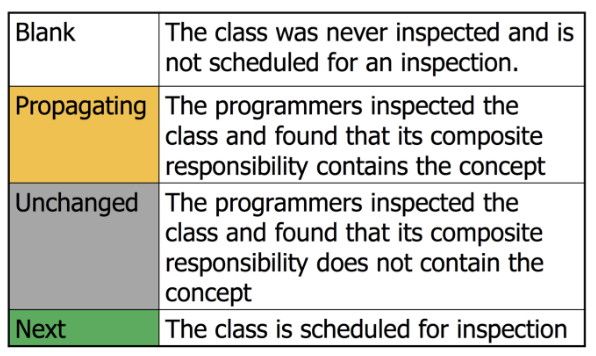 Blank
The class was never inspected and is
not scheduled for an inspection.
Propagating
The programmers inspected the
class and found that its composite
responsibility contains the concept
Unchanged
The programmers inspected the
class and found that its composite
responsibility does not contain the
concept
Next
The class is scheduled for inspection